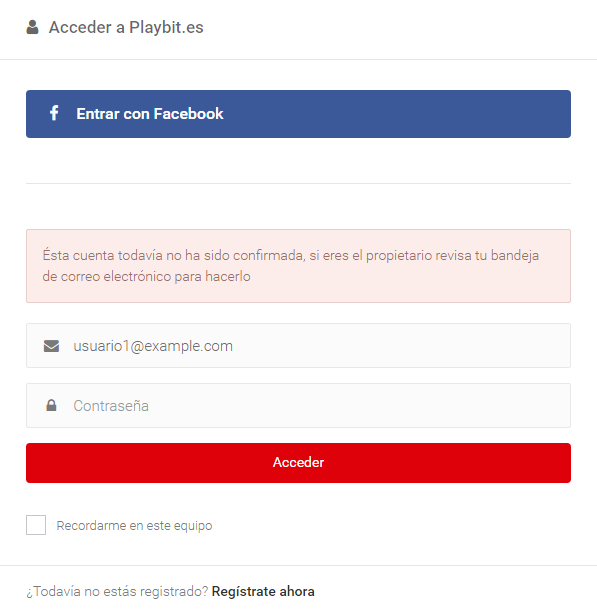 Acceder a Playbit.es
Entrar con Facebook
Ésta cuenta todavía no ha sido confirmada, si eres el propietario revisa tu bandeja
de correo electrónico para hacerlo
usuario1@example.com
Contraseña
Acceder
Recordarme en este equipo
¿Todavía no estás registrado? Regístrate ahora